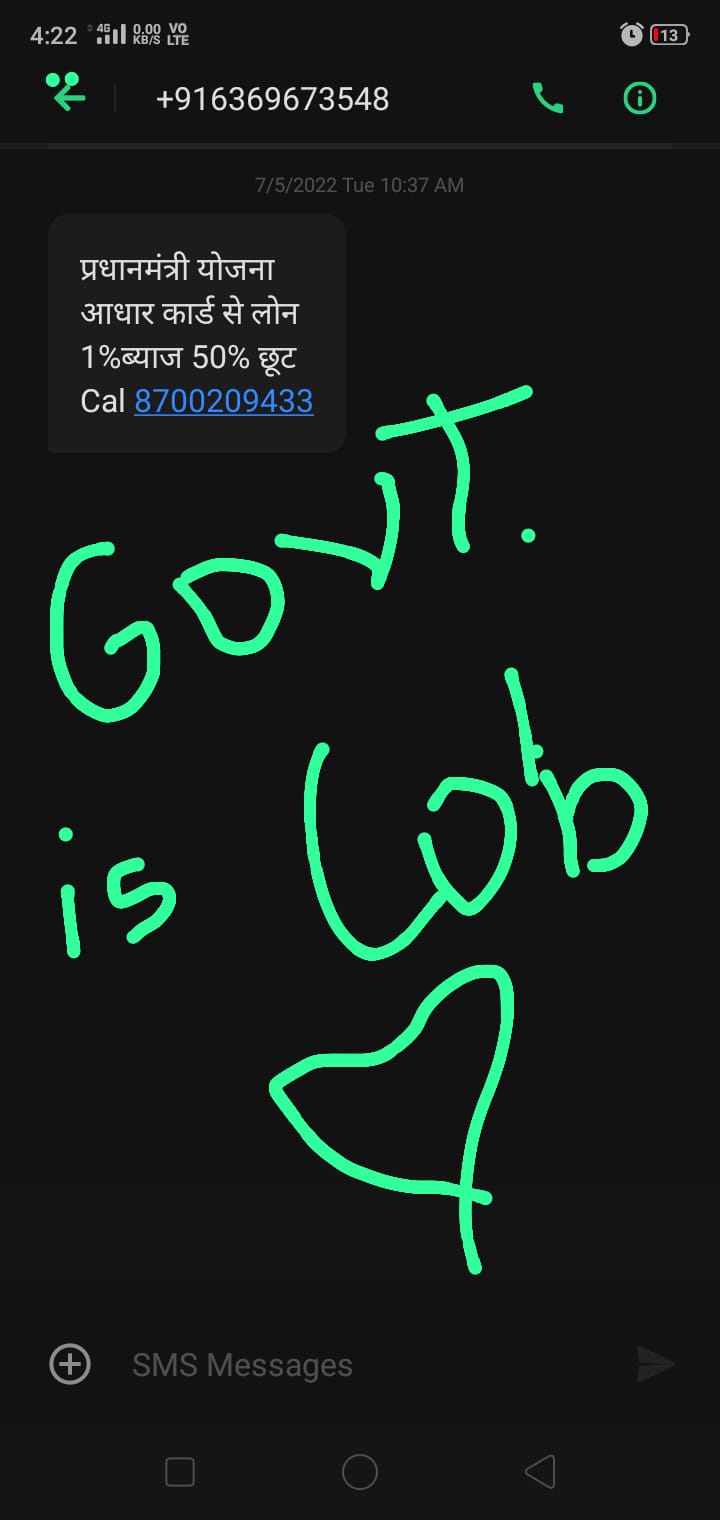 4:22 4G 0.00 KB/S VO LTE 13
+916369673548
7/5/2022 Tue 10:37 AM
प्रधानमंत्री योजना
आधार कार्ड से लोन
1%ब्याज 50% छूट
Cal 8700209433
GOVT.
is
SMS Messages